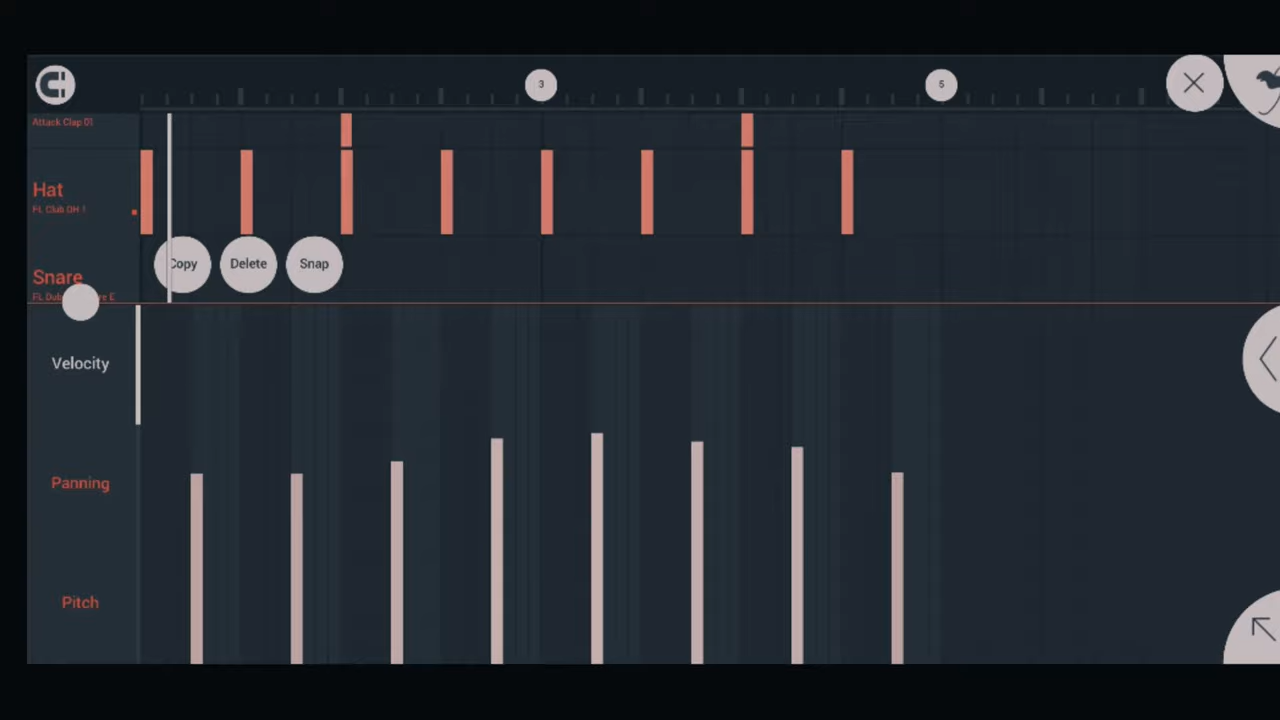 3
5
Attack Clap 01
Hat
FL Club OH 1
Copy
Delete
Snap
Snare
Velocity
Panning
Pitch